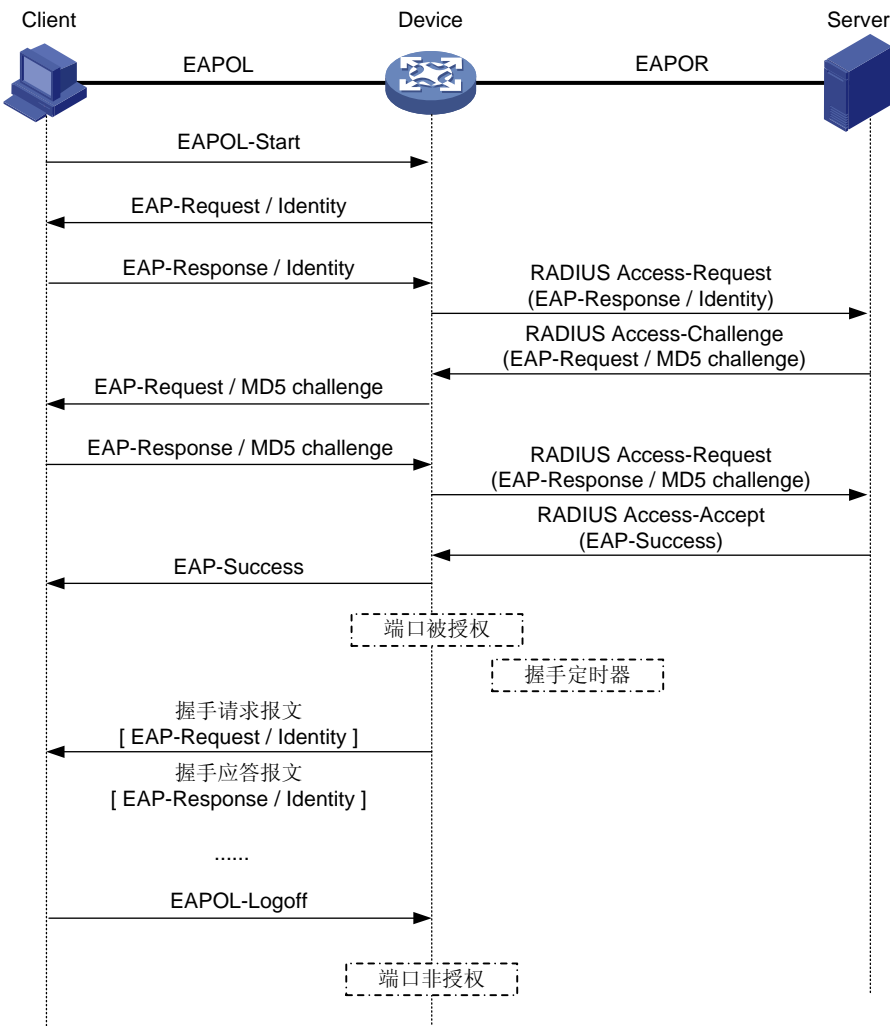 Client
Device
Server
EAPOL
EAPOR
EAPOL-Start
EAP-Request / Identity
EAP-Response / Identity
RADIUS Access-Request
(EAP-Response / Identity)
RADIUS Access-Challenge
(EAP-Request / MD5 challenge)
EAP-Request / MD5 challenge
EAP-Response / MD5 challenge
RADIUS Access-Request
(EAP-Response / MD5 challenge)
RADIUS Access-Accept
(EAP-Success)
EAP-Success
端口被授权
握手定时器
握手请求报文
[ EAP-Request / Identity ]
握手应答报文
[ EAP-Response / Identity ]
......
EAPOL-Logoff
端口非授权